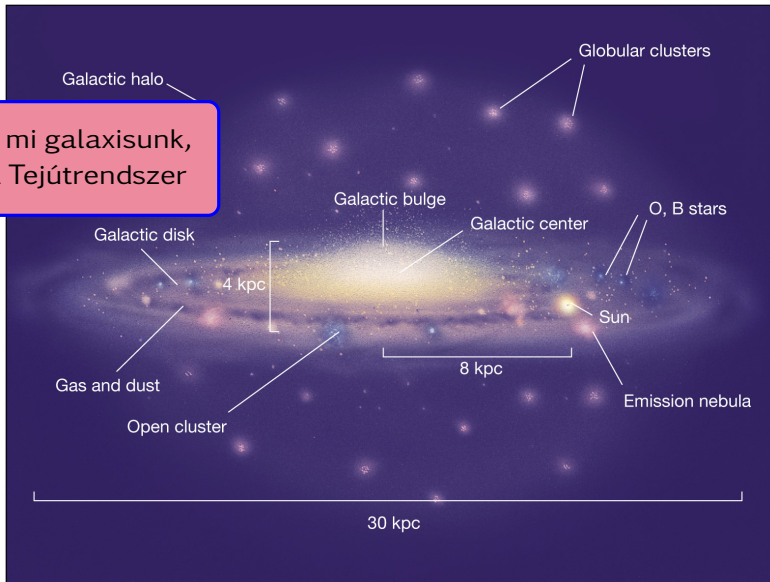 Galactic halo
Globular clusters
mi galaxisunk,
Tejútrendszer
Galactic bulge
Galactic center
O, B stars
Galactic disk
4 kpc
Sun
8 kpc
Gas and dust
Emission nebula
Open cluster
30 kpc